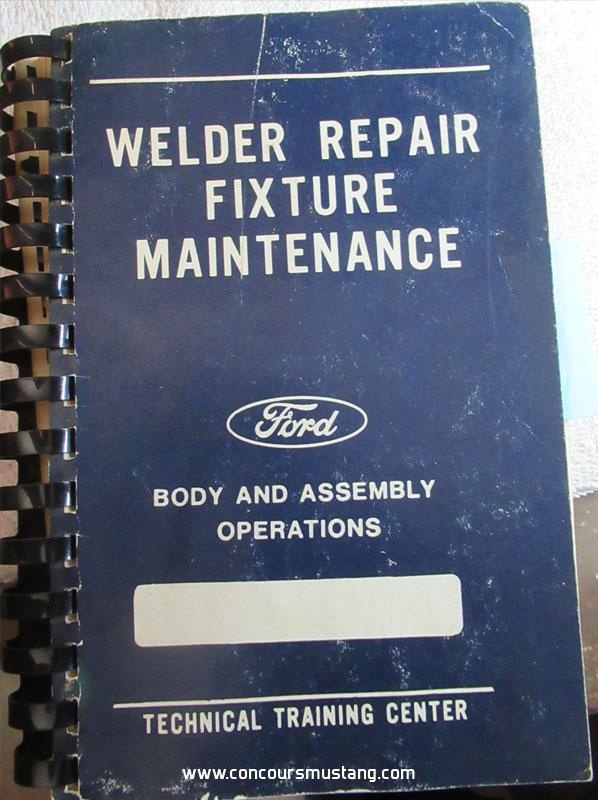 WELDER REPAIR
FIXTURE
MAINTENANCE
Ford
BODY AND ASSEMBLY
OPERATIONS
TECHNICAL TRAINING CENTER
www.concoursmustang.com